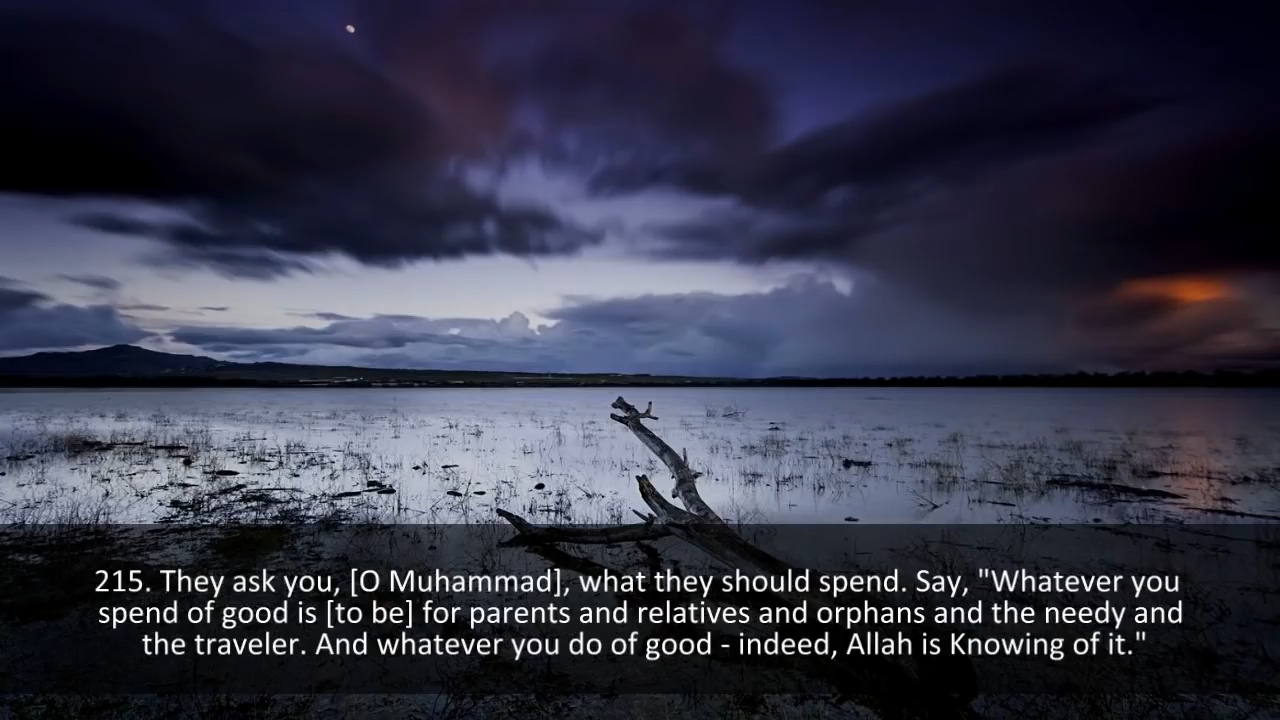 215. They ask you, [O Muhammad], what they should spend. Say, "Whatever you
spend of good is [to be] for parents and relatives and orphans and the needy and
the traveler. And whatever you do of good - indeed, Allah is Knowing of it."